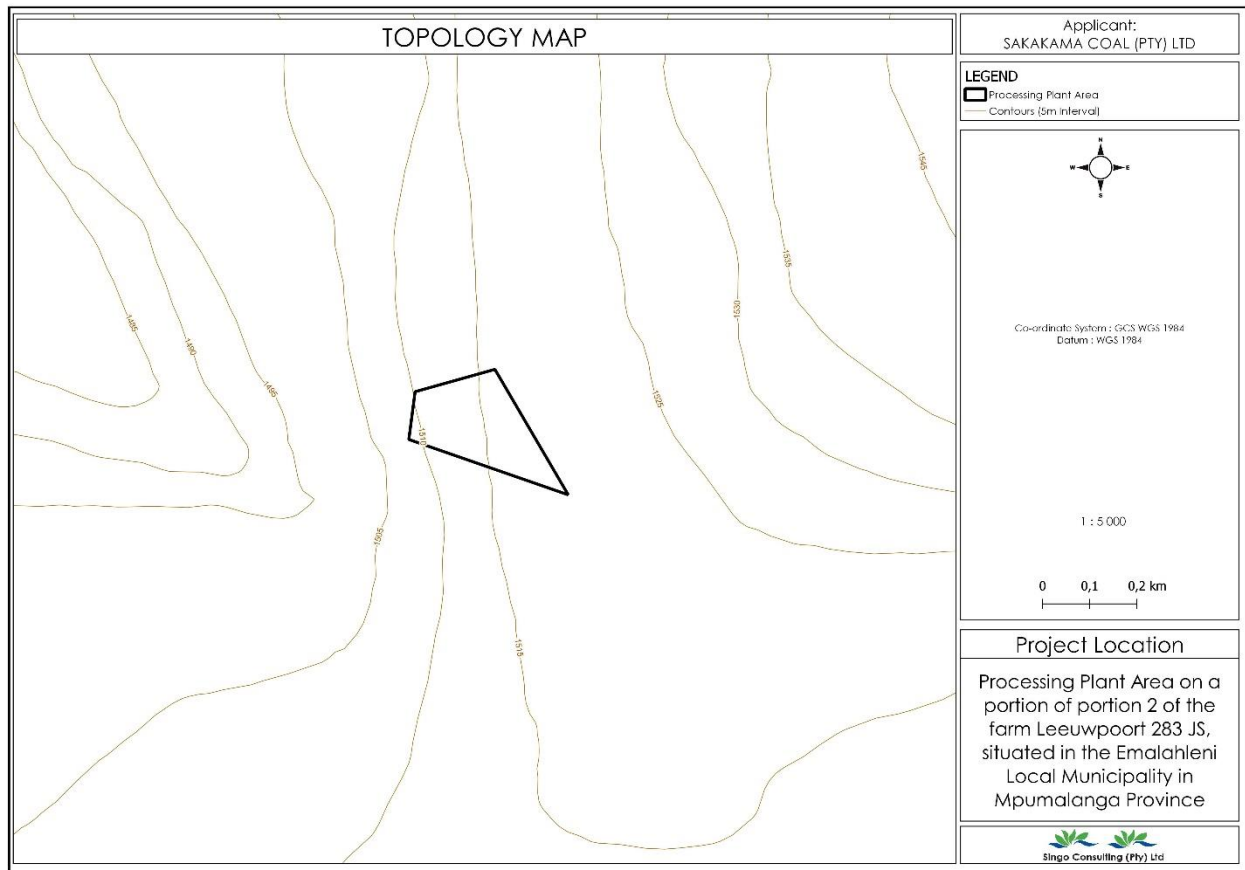 TOPOLOGY MAP
Applicant:
SAKAKAMA COAL (PTY) LTD
LEGEND
Processing Plant Area
Contours (5m Interval)
N
W
E
S
Co-ordinate System : GCS WGS 1984
Datum : WGS 1984
1 : 5 000
0 0,1 0,2 km
Project Location
Processing Plant Area on a
portion of portion 2 of the
farm Leeuwpoort 283 JS,
situated in the Emalahleni
Local Municipality in
Mpumalanga Province
Singo Consulting (Pty) Ltd
1545
1535
1530
1525
1485
1490
1495
1510
1505
1515